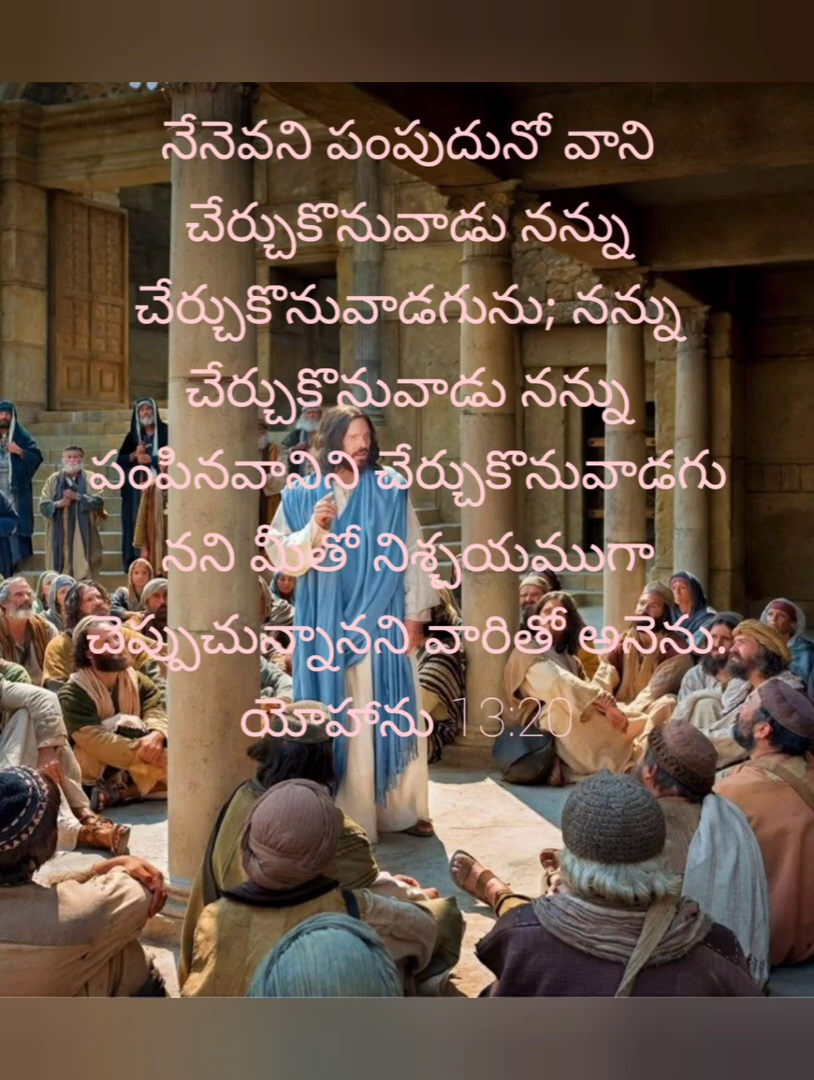 నేనెవని పంపుదునో వాని
చేర్చుకొనువాడు నన్ను
చేర్చుకొనువాడగును; నన్ను
చేర్చుకొనువాడు నన్ను
పంపినవానిని చేర్చుకొనువాడగు
నని మీతో నిశ్చయముగా
చెప్పుచున్నానని వారితో అనెను.
యోహాను 13:20